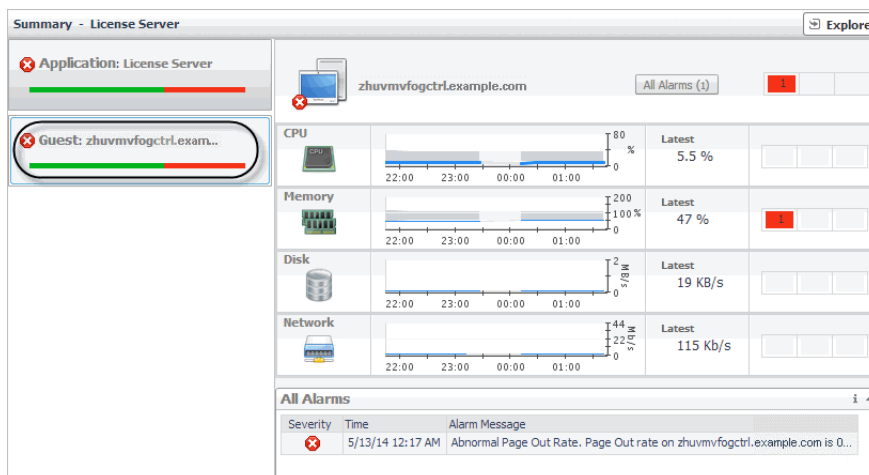 Summary - License Server
Explore
Application: License Server
Guest: zhuvmvfogctrl.exam...
zhuvmvfogctrl.example.com
All Alarms (1)
1
CPU
CPU
80
%
0
22:00 23:00 00:00 01:00
Latest
5.5 %
Memory
200
100 %
0
22:00 23:00 00:00 01:00
Latest
47 %
1
Disk
2
MB/s
0
22:00 23:00 00:00 01:00
Latest
19 KB/s
Network
44
22
Mb/s
0
22:00 23:00 00:00 01:00
Latest
115 Kb/s
All Alarms
i
Severity Time Alarm Message
5/13/14 12:17 AM Abnormal Page Out Rate. Page Out rate on zhuvmvfogctrl.example.com is 0...